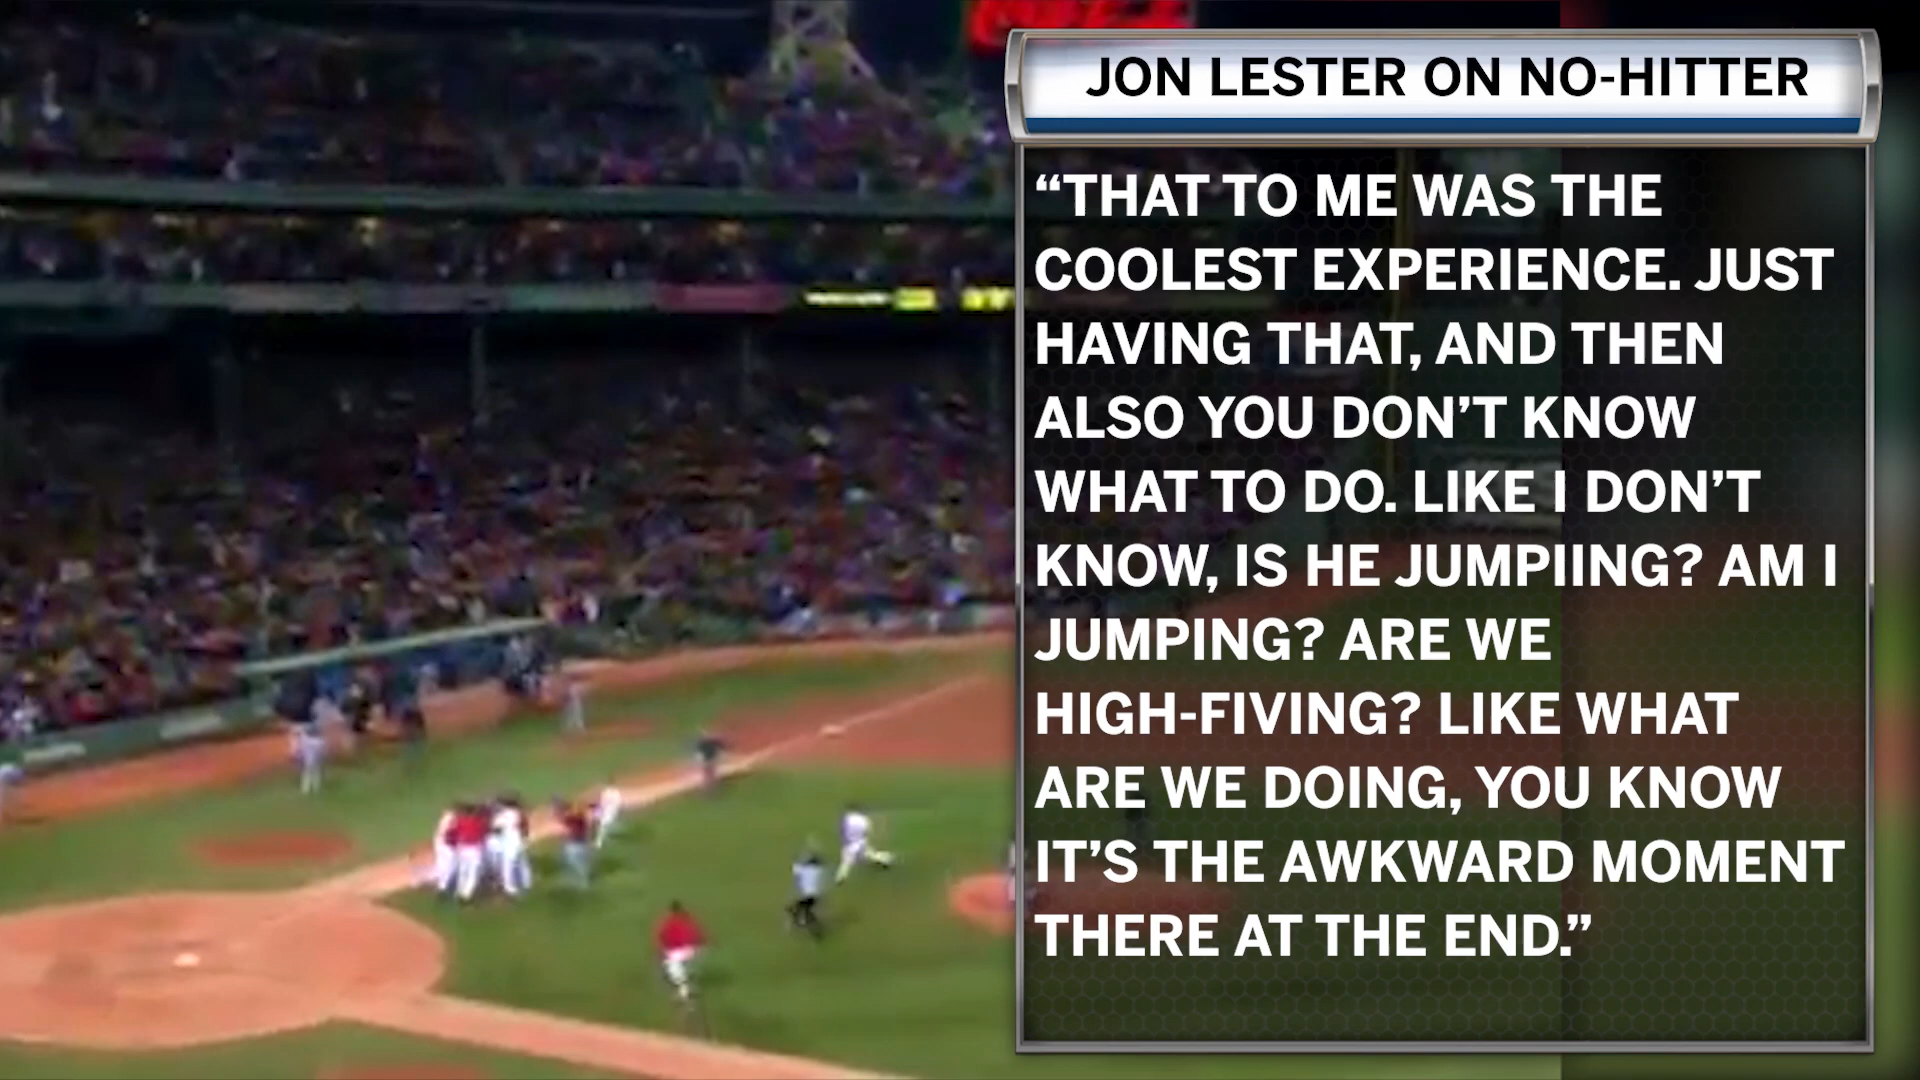 JON LESTER ON NO-HITTER
“THAT TO ME WAS THE
COOLEST EXPERIENCE. JUST
HAVING THAT, AND THEN
ALSO YOU DON’T KNOW
WHAT TO DO. LIKE I DON’T
KNOW, IS HE JUMPIING? AM I
JUMPING? ARE WE
HIGH-FIVING? LIKE WHAT
ARE WE DOING, YOU KNOW
IT’S THE AWKWARD MOMENT
THERE AT THE END.”